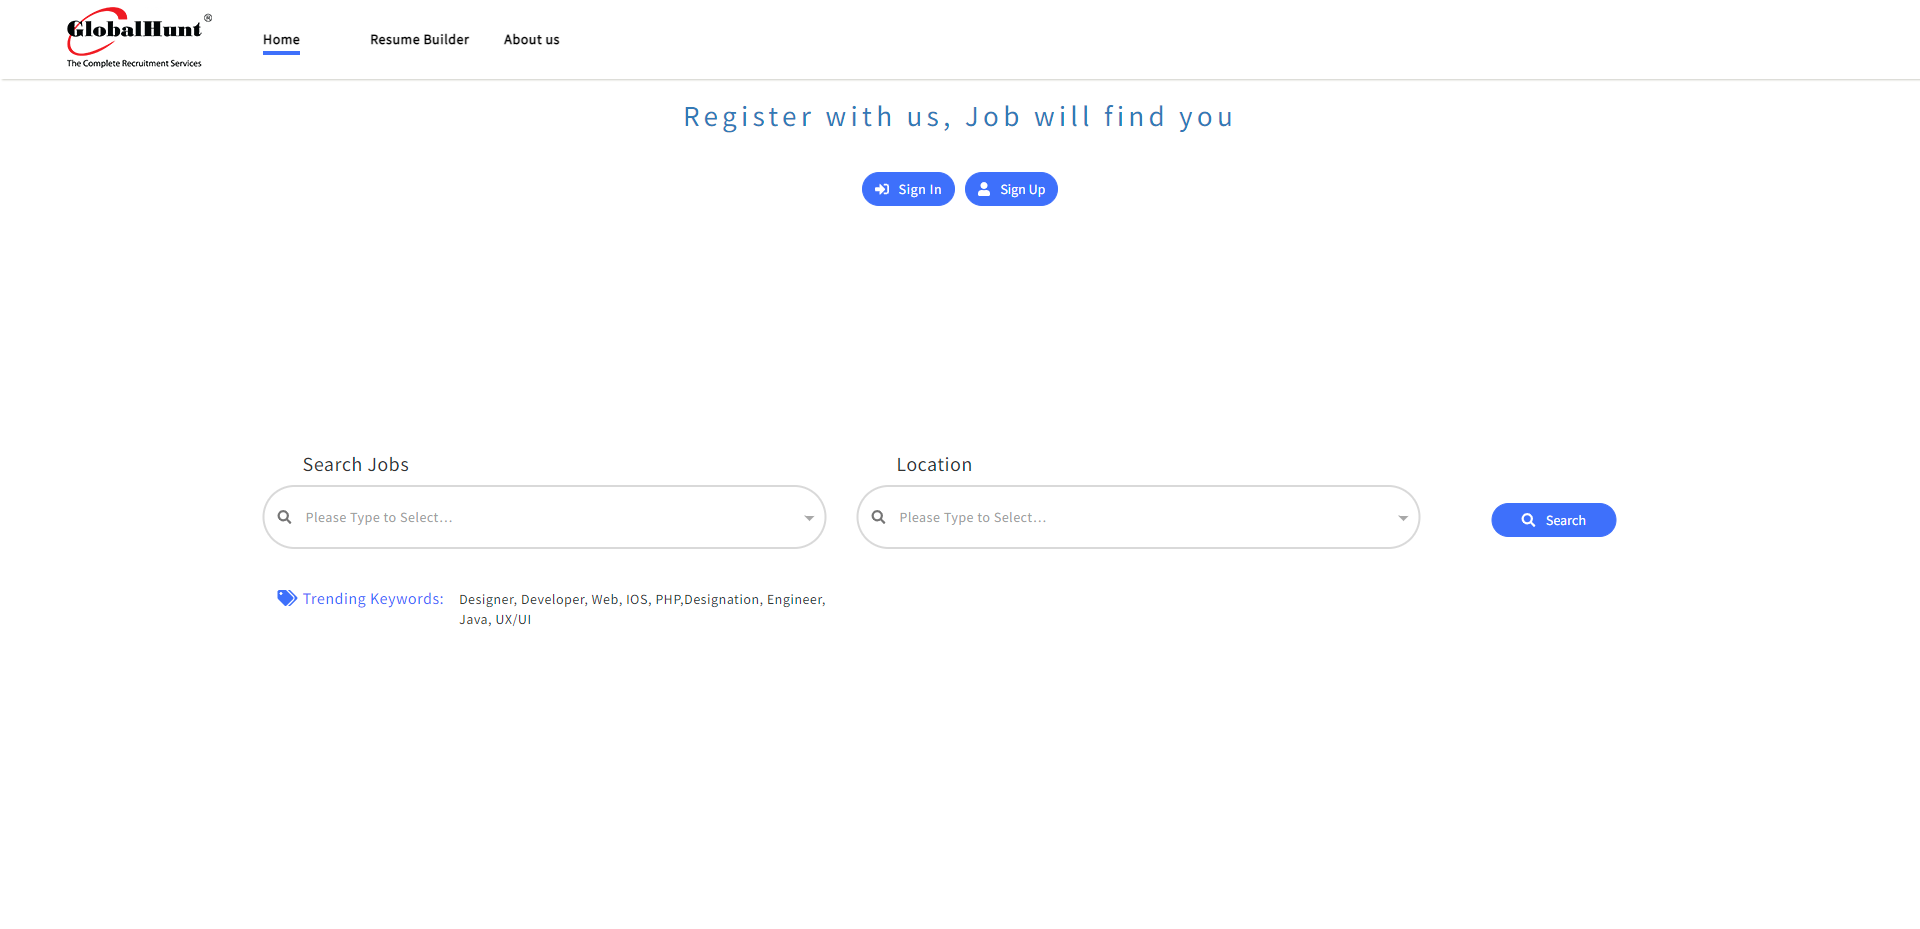 GlobalHunt®
The Complete Recruitment Services
Home
Resume Builder
About us
Register with us, Job will find you
Sign In
Sign Up
Search Jobs
Location
Please Type to Select...
Please Type to Select...
Search
Trending Keywords:
Designer, Developer, Web, IOS, PHP,Designation, Engineer,
Java, UX/UI